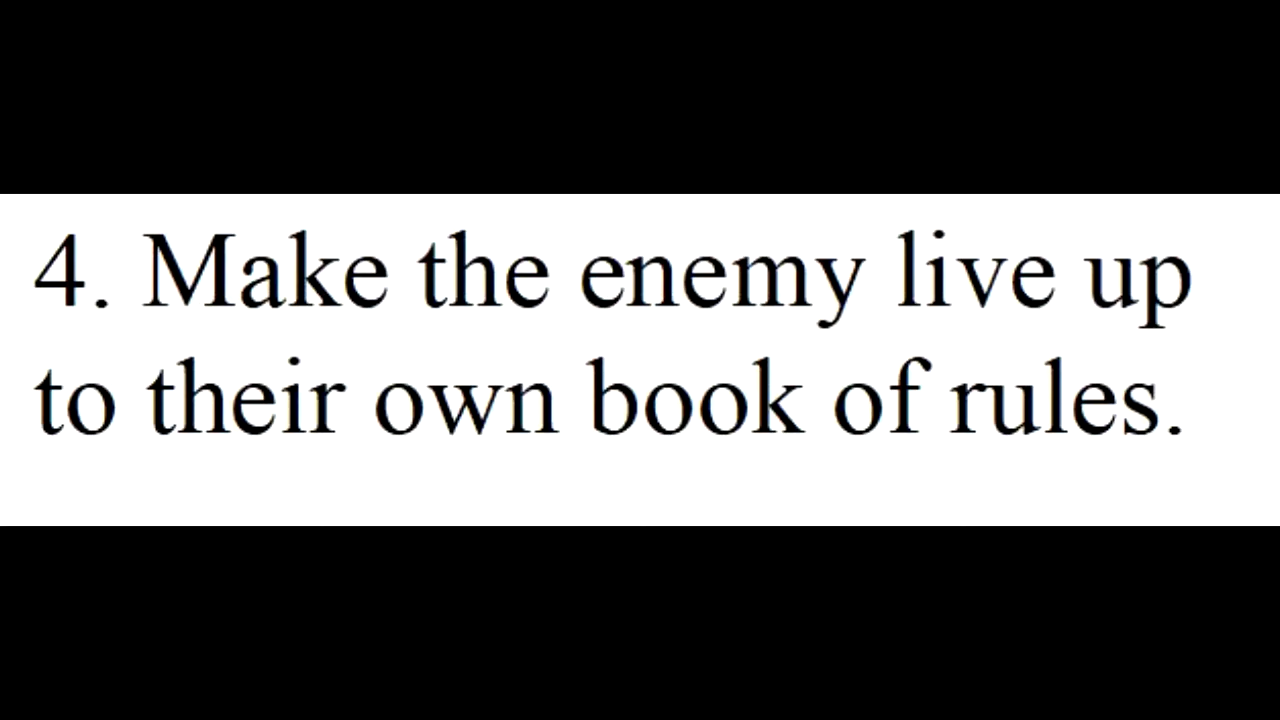 4. Make the enemy live up
to their own book of rules.